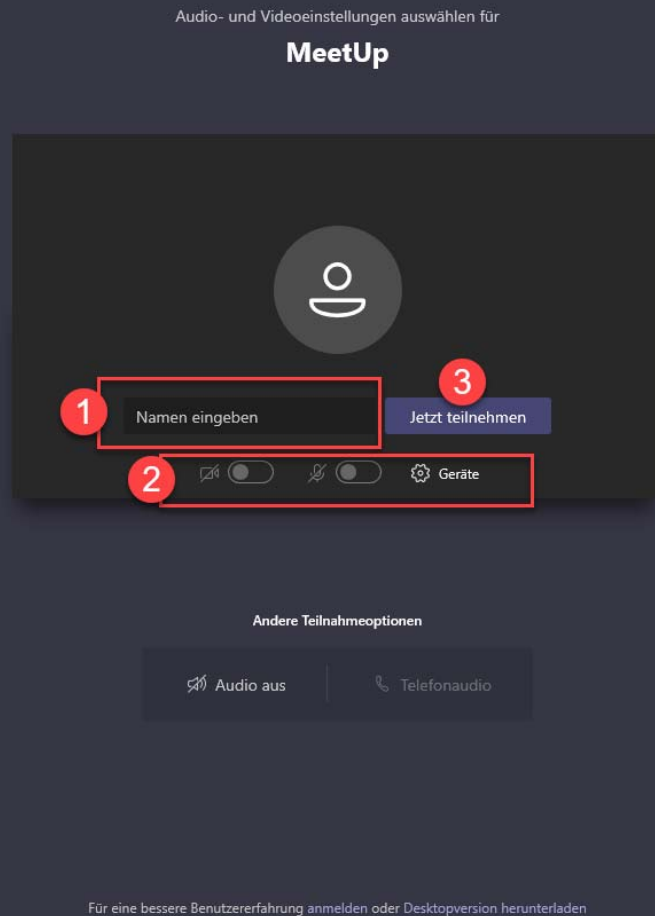 Audio- und Videoeinstellungen auswählen für
MeetUp
3
1
Namen eingeben
Jetzt teilnehmen
2
Geräte
Andere Teilnahmeoptionen
Audio aus
Telefonaudio
Für eine bessere Benutzererfahrung anmelden oder Desktopversion herunterladen